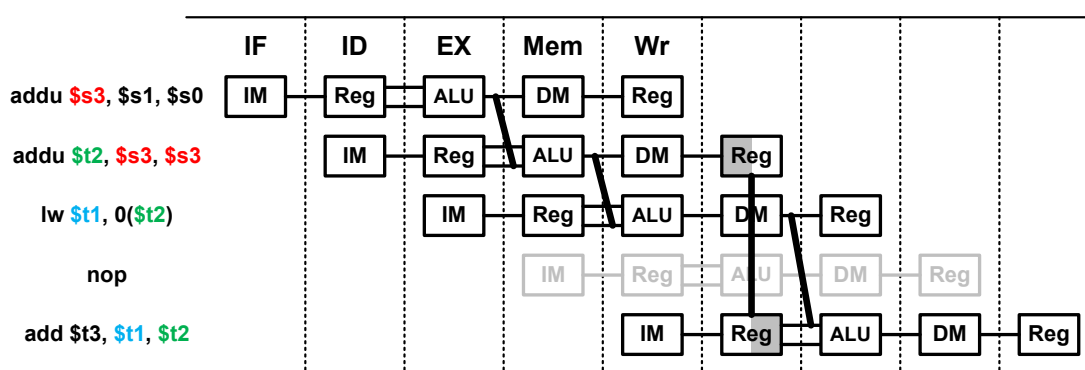 IF ID EX Mem Wr
addu $s3, $s1, $s0 IM Reg ALU DM Reg
addu $t2, $s3, $s3 IM Reg ALU DM Reg
lw $t1, 0($t2) IM Reg ALU DM Reg
nop IM Reg ALU DM Reg
add $t3, $t1, $t2 IM Reg ALU DM Reg